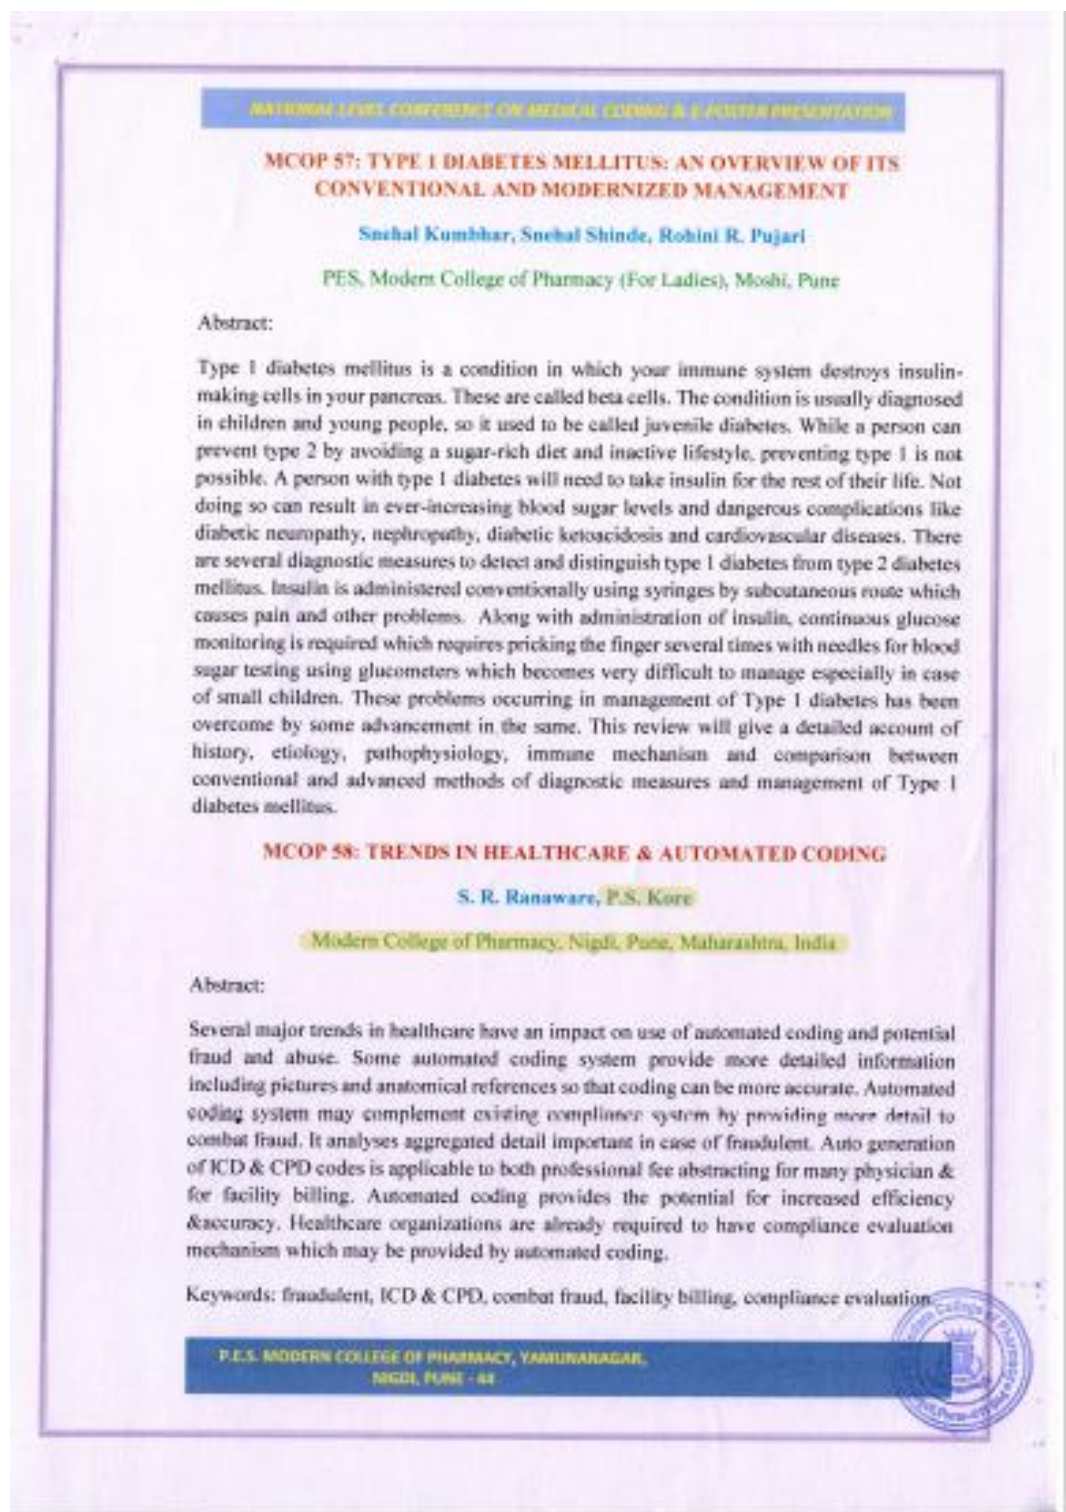 NATIONAL LEVEL CONFERENCE ON MEDICAL CODING & E-POSTER PRESENTATION
MCOP 57: TYPE 1 DIABETES MELLITUS: AN OVERVIEW OF ITS
CONVENTIONAL AND MODERNIZED MANAGEMENT
Snehal Kumbhar, Snehal Shinde, Rohini R. Pujari
PES, Modern College of Pharmacy (For Ladies), Moshi, Pune
Abstract:
Type 1 diabetes mellitus is a condition in which your immune system destroys insulin-
making cells in your pancreas. These are called beta cells. The condition is usually diagnosed
in children and young people, so it used to be called juvenile diabetes. While a person can
prevent type 2 by avoiding a sugar-rich diet and inactive lifestyle, preventing type 1 is not
possible. A person with type 1 diabetes will need to take insulin for the rest of their life. Not
doing so can result in ever-increasing blood sugar levels and dangerous complications like
diabetic neuropathy, nephropathy, diabetic ketoacidosis and cardiovascular diseases. There
are several diagnostic measures to detect and distinguish type 1 diabetes from type 2 diabetes
mellitus. Insulin is administered conventionally using syringes by subcutaneous route which
causes pain and other problems. Along with administration of insulin, continuous glucose
monitoring is required which requires pricking the finger several times with needles for blood
sugar testing using glucometers which becomes very difficult to manage especially in case
of small children. These problems occurring in management of Type 1 diabetes has been
overcome by some advancement in the same. This review will give a detailed account of
history, etiology, pathophysiology, immune mechanism and comparison between
conventional and advanced methods of diagnostic measures and management of Type 1
diabetes mellitus.
MCOP 58: TRENDS IN HEALTHCARE & AUTOMATED CODING
S. R. Ranaware, P.S. Kore
Modern College of Pharmacy, Nigdi, Pune, Maharashtra, India
Abstract:
Several major trends in healthcare have an impact on use of automated coding and potential
fraud and abuse. Some automated coding system provide more detailed information
including pictures and anatomical references so that coding can be more accurate. Automated
coding system may complement existing compliance system by providing more detail to
combat fraud. It analyses aggregated detail important in case of fraudulent. Auto generation
of ICD & CPD codes is applicable to both professional fee abstracting for many physician &
for facility billing. Automated coding provides the potential for increased efficiency
&accuracy. Healthcare organizations are already required to have compliance evaluation
mechanism which may be provided by automated coding.
Keywords: fraudulent, ICD & CPD, combat fraud, facility billing, compliance evaluation.
P.E.S. MODERN COLLEGE OF PHARMACY, YAMUNANAGAR,
NIGDI, PUNE - 44
College of Pharmacy